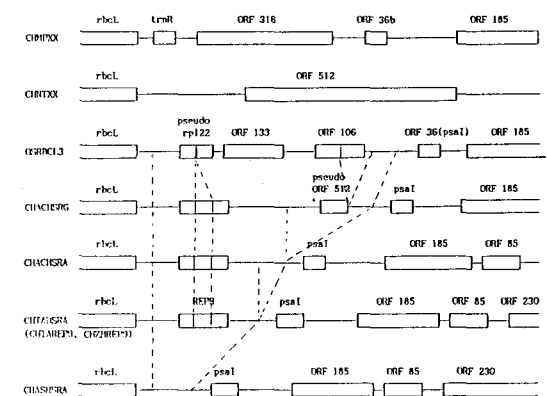 rbcL trnR ORF 316 ORF 36b ORF 185
CHMPXX
rbcL ORF 512
CHNTXX
pseudo
rbcL rpl22 ORF 133 ORF 106 ORF 36(psaI) ORF 185
OSRBCL3
pseudo
rbcL ORF 512 psaI ORF 185
CHACHSRG
rbcL psaI ORF 185 ORF 85
CHACHSRA
rbcL REP9 psaI ORF 185 ORF 85 ORF 230
rbcL psaI ORF 185 ORF 85 ORF 230
CHASHSRA